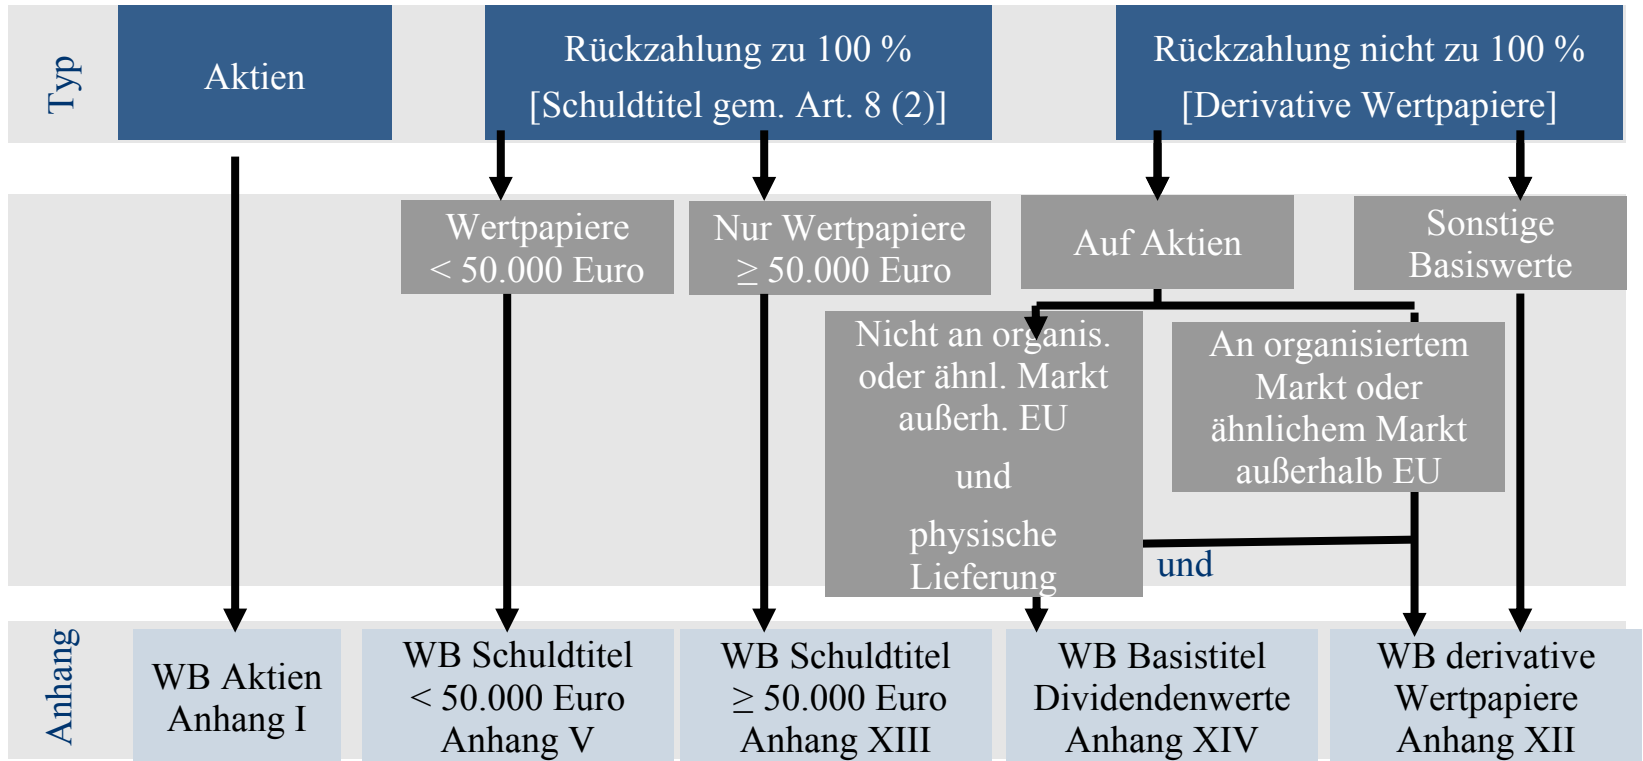 Typ
Aktien
Rückzahlung zu 100 %
[Schuldtitel gem. Art. 8 (2)]
Rückzahlung nicht zu 100 %
[Derivative Wertpapiere]
Wertpapiere
< 50.000 Euro
Nur Wertpapiere
≥ 50.000 Euro
Auf Aktien
Sonstige
Basiswerte
Nicht an organis.
oder ähnl. Markt
außerh. EU
und
physische
Lieferung
An organisiertem
Markt oder
ähnlichem Markt
außerhalb EU
und
Anhang
WB Aktien
Anhang I
WB Schuldtitel
< 50.000 Euro
Anhang V
WB Schuldtitel
≥ 50.000 Euro
Anhang XIII
WB Basistitel
Dividendenwerte
Anhang XIV
WB derivative
Wertpapiere
Anhang XII